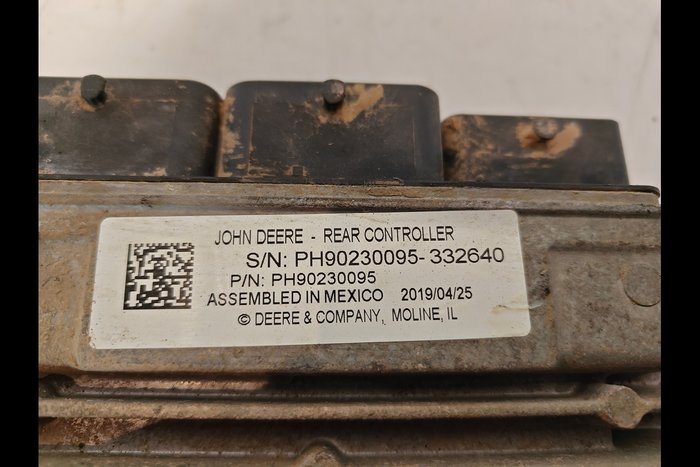 JOHN DEERE - REAR CONTROLLER
S/N: PH90230095-332640
P/N: PH90230095
ASSEMBLED IN MEXICO 2019/04/25
© DEERE & COMPANY, MOLINE, IL